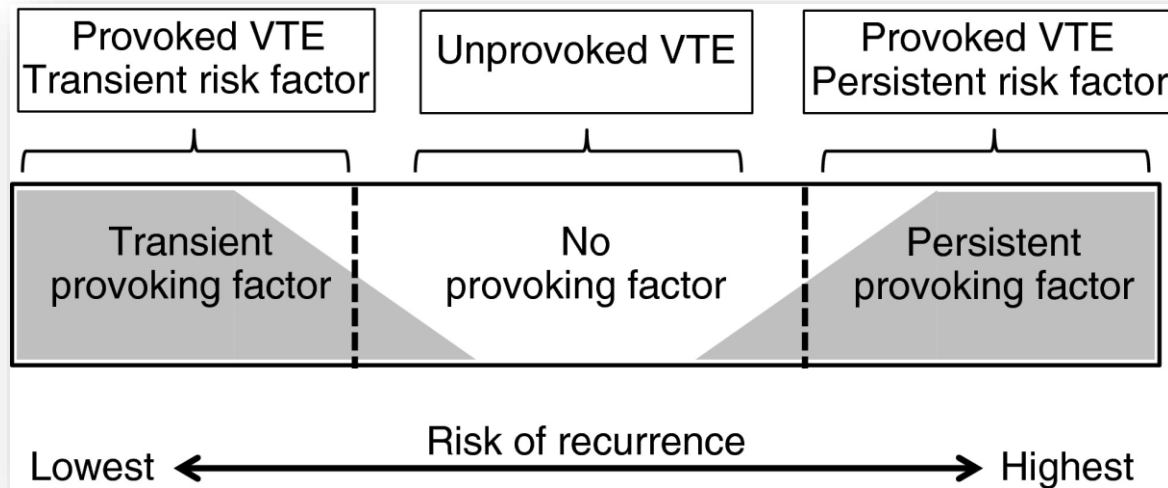 Provoked VTE
Transient risk factor
Unprovoked VTE
Provoked VTE
Persistent risk factor
Transient
provoking factor
No
provoking factor
Persistent
provoking factor
Risk of recurrence
Lowest
Highest